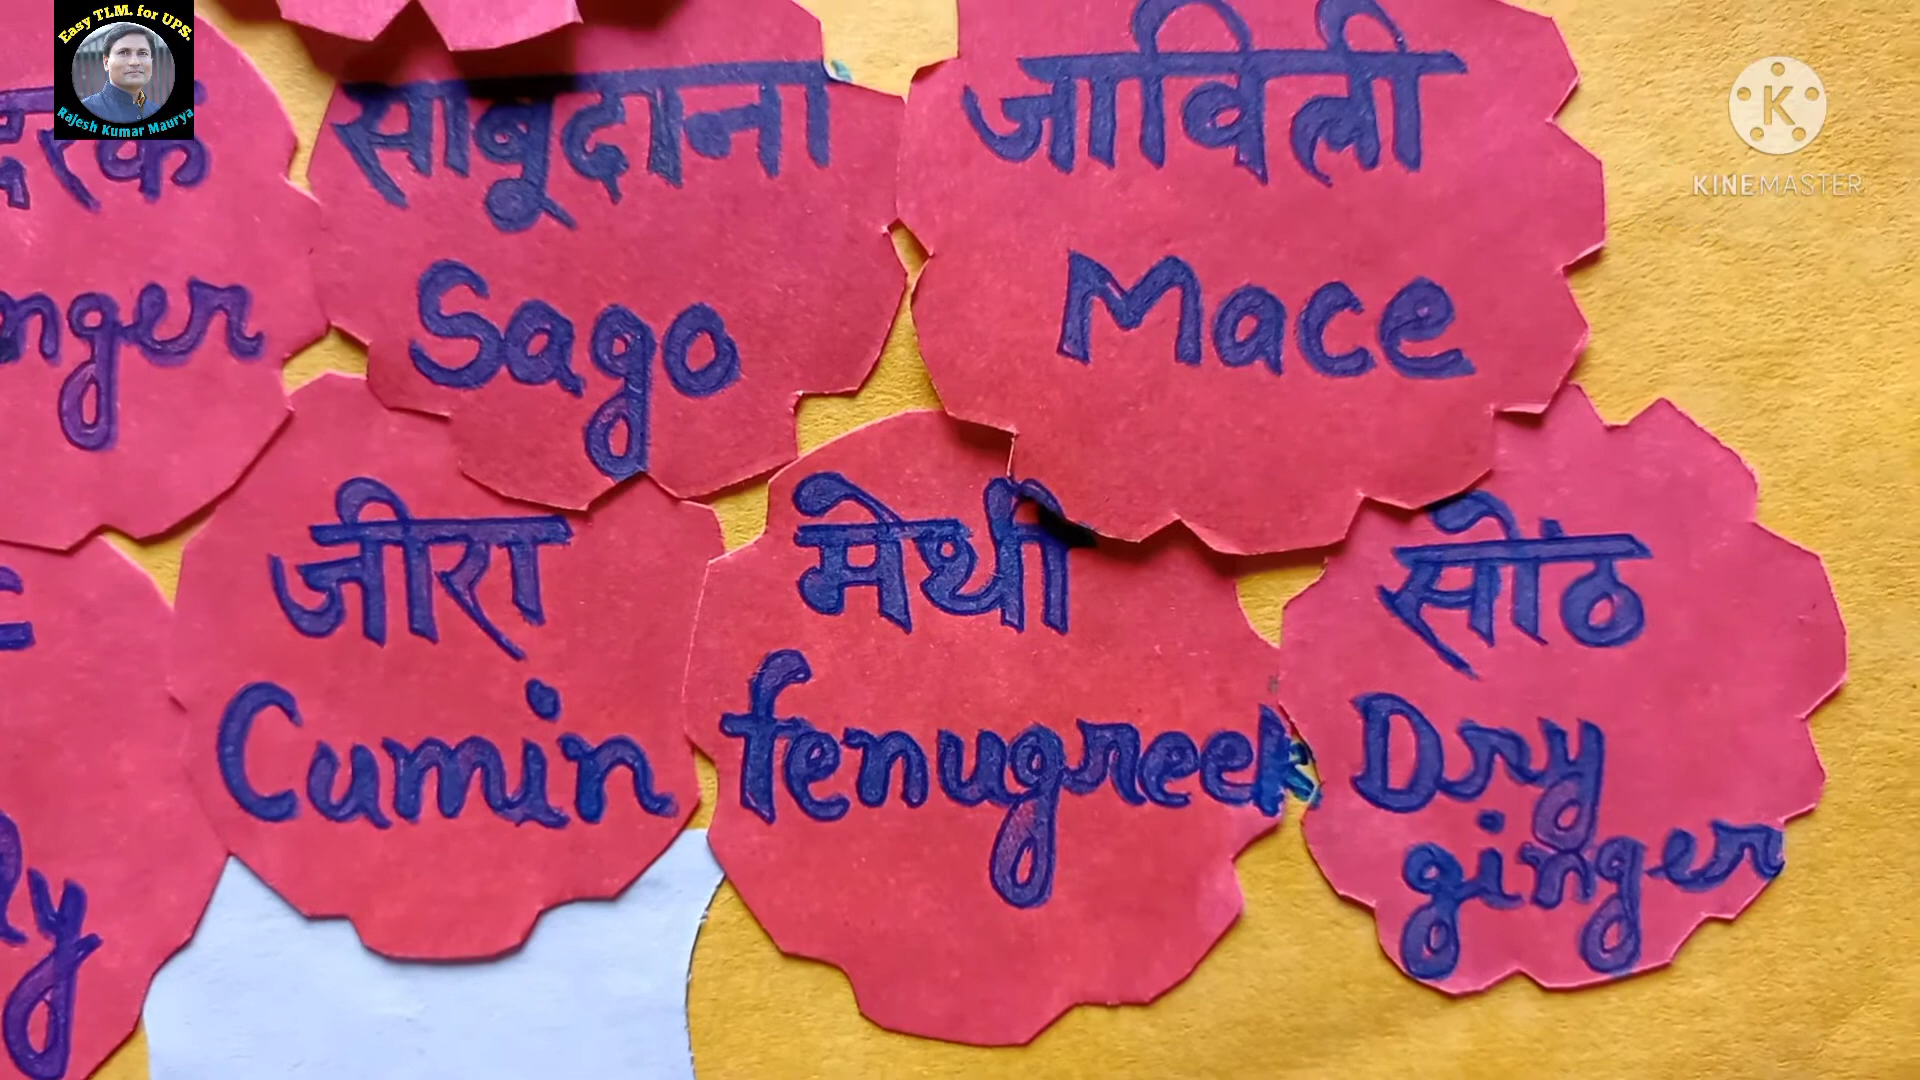 Easy TLM. for UPS.
Rajesh Kumar Maurya
KINEMASTER
साबुदाना
Sago
जावित्री
Mace
जीरा
Cumin
मेथी
fenugreek
सोंठ
Dry
ginger